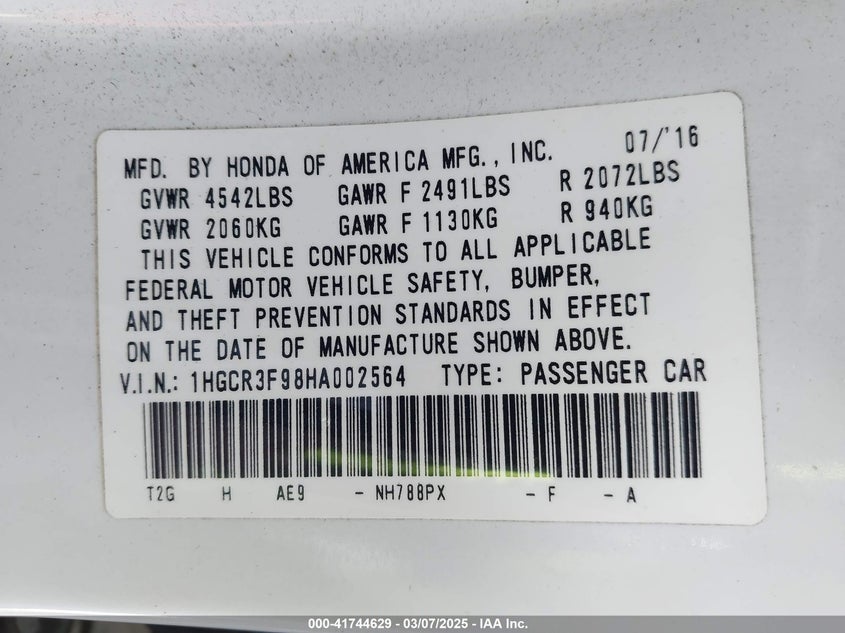 MFD. BY HONDA OF AMERICA MFG., INC. 07/'16
GVWR 4542LBS GAWR F 2491LBS R 2072LBS
GVWR 2060KG GAWR F 1130KG R 940KG
THIS VEHICLE CONFORMS TO ALL APPLICABLE
FEDERAL MOTOR VEHICLE SAFETY, BUMPER,
AND THEFT PREVENTION STANDARDS IN EFFECT
ON THE DATE OF MANUFACTURE SHOWN ABOVE.
V.I.N.: 1HGCR3F98HA002564 TYPE: PASSENGER CAR
T2G H AE9 - NH788PX - F - A
000-41744629 - 03/07/2025 - IAA Inc.